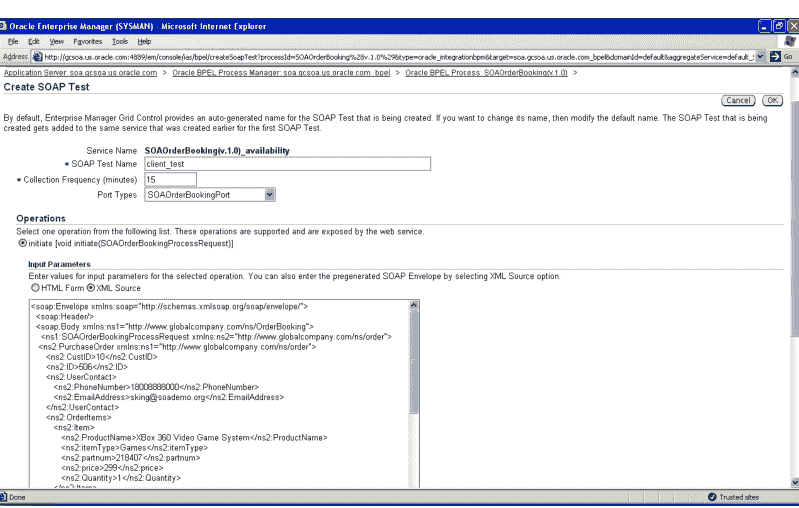 Oracle Enterprise Manager (SYSMAN) - Microsoft Internet Explorer
File Edit View Favorites Tools Help
Address http://gcsoa.us.oracle.com:4889/em/console/ias/bpel/createSoapTest?processId=SOAOrderBooking%28v.1.0%29&type=oracle_integrationbpm&target=soa.gcsoa.us.oracle.com_bpel&domainId=default&aggregateService=default_ Go
Application Server: soa.gcsoa.us.oracle.com > Oracle BPEL Process Manager: soa.gcsoa.us.oracle.com_bpel > Oracle BPEL Process: SOAOrderBooking(v.1.0) >
Create SOAP Test
Cancel OK
By default, Enterprise Manager Grid Control provides an auto-generated name for the SOAP Test that is being created. If you want to change its name, then modify the default name. The SOAP Test that is being
created gets added to the same service that was created earlier for the first SOAP Test.
Service Name SOAOrderBooking(v.1.0)_availability
* SOAP Test Name client_test
* Collection Frequency (minutes) 15
Port Types SOAOrderBookingPort
Operations
Select one operation from the following list. These operations are supported and are exposed by the web service.
initiate [void initiate(SOAOrderBookingProcessRequest)]
Input Parameters
Enter values for input parameters for the selected operation. You can also enter the pregenerated SOAP Envelope by selecting XML Source option.
HTML Form XML Source
<soap:Envelope xmlns:soap="http://schemas.xmlsoap.org/soap/envelope/">
<soap:Header/>
<soap:Body xmlns:ns1="http://www.globalcompany.com/ns/OrderBooking">
<ns1:SOAOrderBookingProcessRequest xmlns:ns2="http://www.globalcompany.com/ns/order">
<ns2:PurchaseOrder xmlns:ns1="http://www.globalcompany.com/ns/order">
<ns2:CustID>10</ns2:CustID>
<ns2:ID>506</ns2:ID>
<ns2:UserContact>
<ns2:PhoneNumber>18008888000</ns2:PhoneNumber>
<ns2:EmailAddress>sking@soademo.org</ns2:EmailAddress>
</ns2:UserContact>
<ns2:OrderItems>
<ns2:Item>
<ns2:ProductName>XBox 360 Video Game System</ns2:ProductName>
<ns2:itemType>Games</ns2:itemType>
<ns2:partnum>218407</ns2:partnum>
<ns2:price>299</ns2:price>
<ns2:Quantity>1</ns2:Quantity>
</ns2:Item>
Done Trusted sites